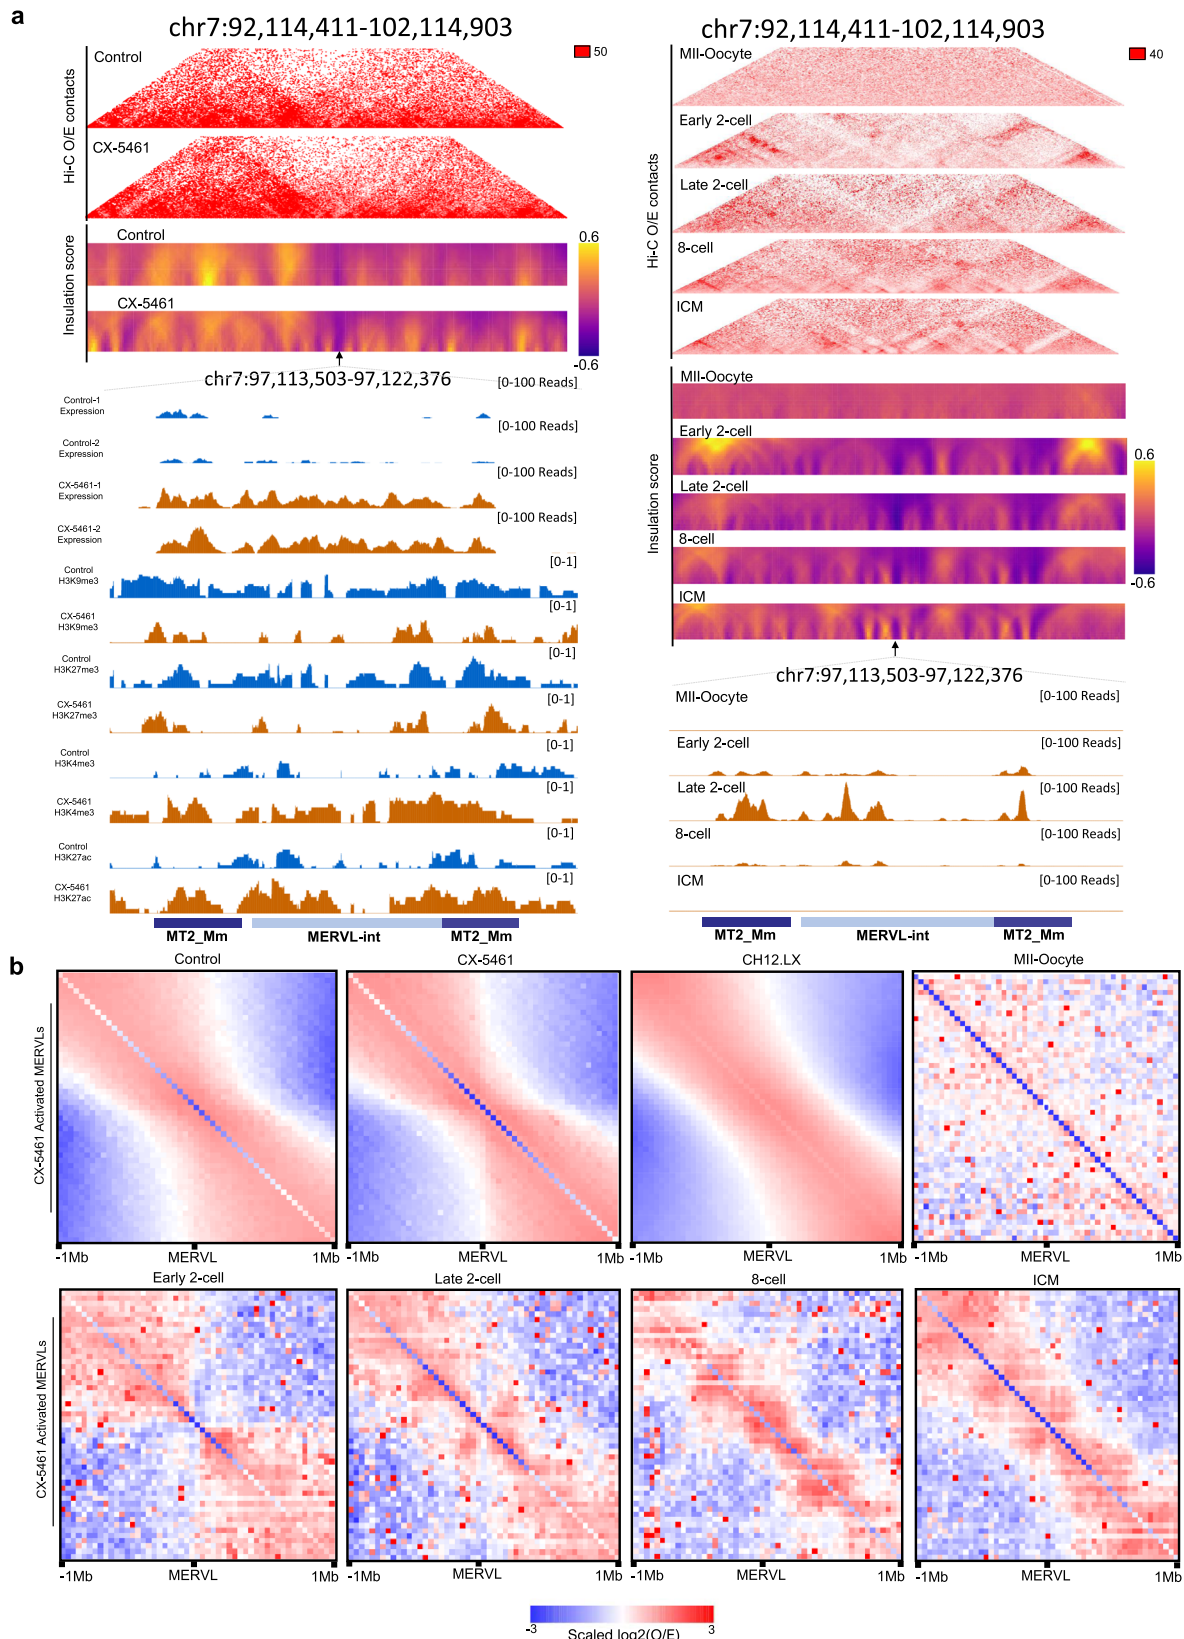 a
chr7:92,114,411-102,114,903
Control
50
CX-5461
Hi-C O/E contacts
Control
CX-5461
Insulation score
0.6
-0.6
chr7:97,113,503-97,122,376
[0-100 Reads]
Control-1
Expression
[0-100 Reads]
Control-2
Expression
[0-100 Reads]
CX-5461-1
Expression
[0-100 Reads]
CX-5461-2
Expression
[0-1]
Control
H3K9me3
[0-1]
CX-5461
H3K9me3
[0-1]
Control
H3K27me3
[0-1]
CX-5461
H3K27me3
[0-1]
Control
H3K4me3
[0-1]
CX-5461
H3K4me3
[0-1]
Control
H3K27ac
[0-1]
CX-5461
H3K27ac
MT2_Mm
MERVL-int
MT2_Mm
chr7:92,114,411-102,114,903
MII-Oocyte
40
Early 2-cell
Late 2-cell
8-cell
ICM
Hi-C O/E contacts
MII-Oocyte
Early 2-cell
Late 2-cell
8-cell
ICM
Insulation score
0.6
-0.6
chr7:97,113,503-97,122,376
MII-Oocyte
[0-100 Reads]
Early 2-cell
[0-100 Reads]
Late 2-cell
[0-100 Reads]
8-cell
[0-100 Reads]
ICM
[0-100 Reads]
MT2_Mm
MERVL-int
MT2_Mm
b
Control
CX-5461
CH12.LX
MII-Oocyte
CX-5461 Activated MERVLs
-1Mb
MERVL
1Mb
-1Mb
MERVL
1Mb
-1Mb
MERVL
1Mb
-1Mb
MERVL
1Mb
Early 2-cell
Late 2-cell
8-cell
ICM
CX-5461 Activated MERVLs
-1Mb
MERVL
1Mb
-1Mb
MERVL
1Mb
-1Mb
MERVL
1Mb
-1Mb
MERVL
1Mb
-3
3
Scaled log2(O/E)